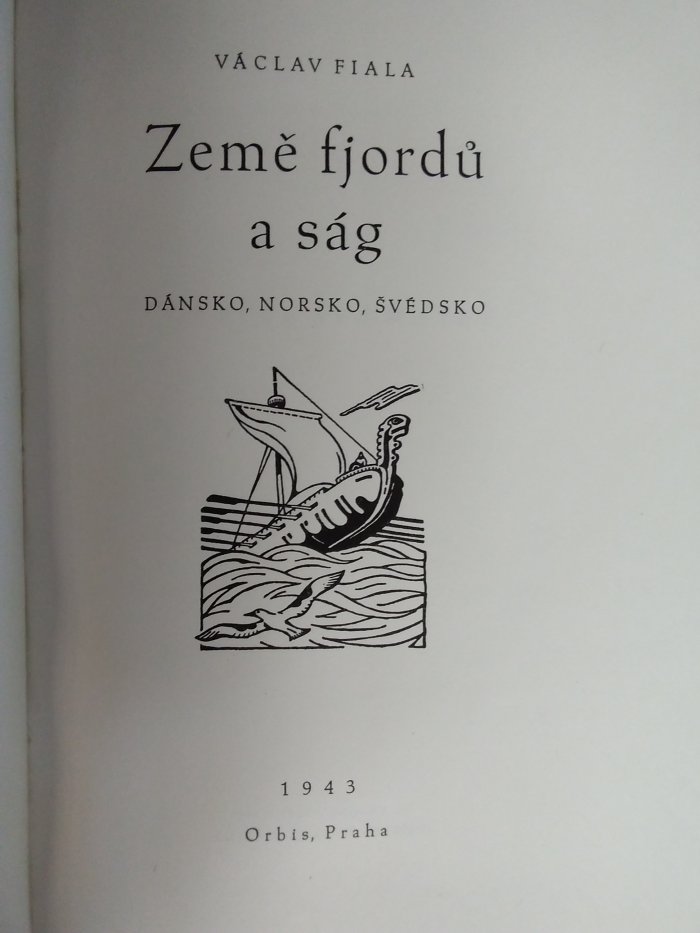 VÁCLAV FIALA
Země fjordů
a ság
DÁNSKO, NORSKO, ŠVÉDSKO
1943
Orbis, Praha